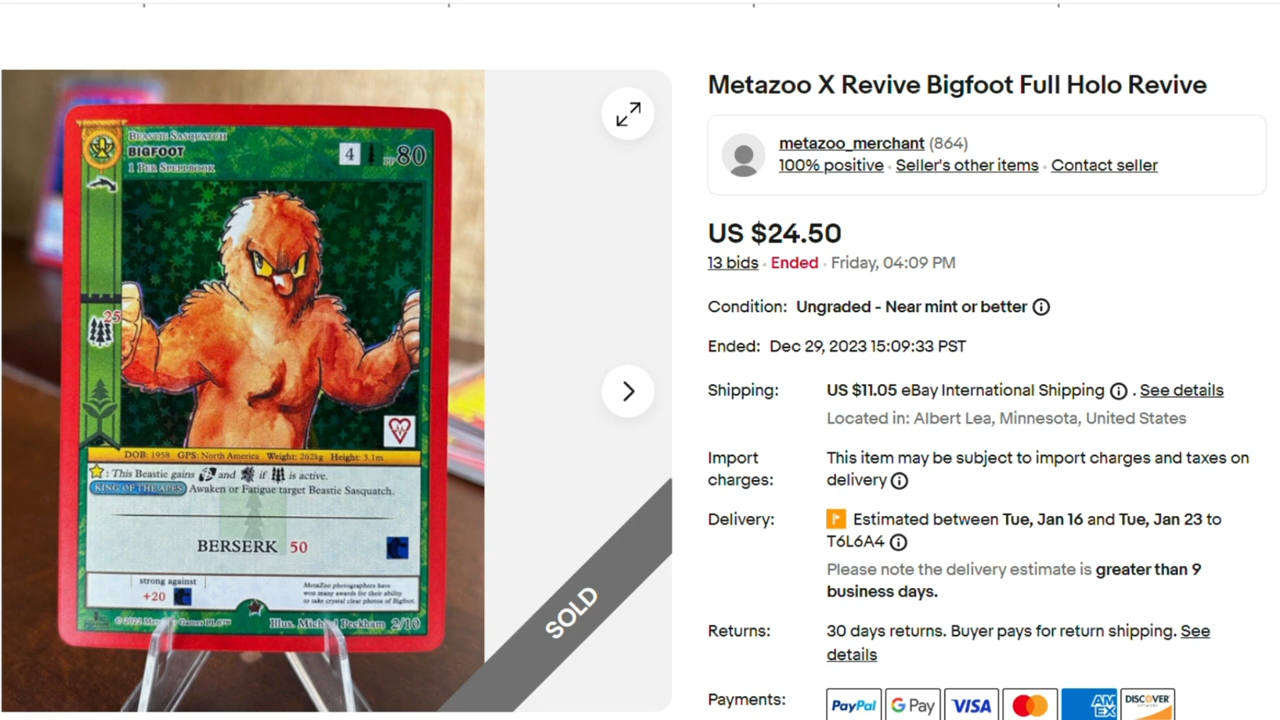 BEASTIE SASQUATCH
BIGFOOT
1 PER SPELLBOOK
4
80
25
DOB: 1958 GPS: North America Weight: 262kg Height: 3.1m
: This Beastie gains and if is active.
KING OF THE APES Awaken or Fatigue target Beastie Sasquatch.
BERSERK 50
strong against
+20
MetaZoo photographers have
won many awards for their ability
to take crystal clear photos of Bigfoot.
©2022 Games LLC™
Illus. Michael Peckham 2/10
SOLD
Metazoo X Revive Bigfoot Full Holo Revive
metazoo_merchant (864)
100% positive · Seller's other items · Contact seller
US $24.50
13 bids · Ended · Friday, 04:09 PM
Condition: Ungraded - Near mint or better
Ended: Dec 29, 2023 15:09:33 PST
Shipping: US $11.05 eBay International Shipping . See details
Located in: Albert Lea, Minnesota, United States
Import charges: This item may be subject to import charges and taxes on
delivery
Delivery: Estimated between Tue, Jan 16 and Tue, Jan 23 to
T6L6A4
Please note the delivery estimate is greater than 9
business days.
Returns: 30 days returns. Buyer pays for return shipping. See
details
Payments: PayPal G Pay VISA mastercard AM EX DISCOVER